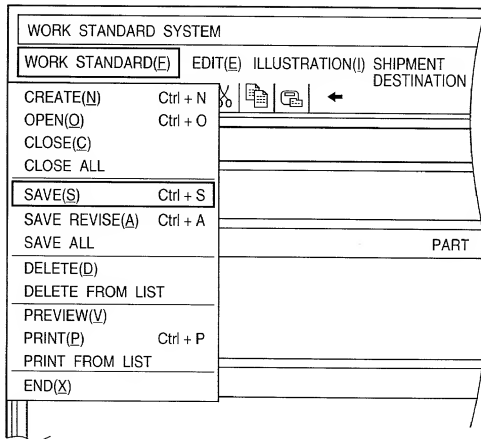 WORK STANDARD SYSTEM
WORK STANDARD(F) EDIT(E) ILLUSTRATION(I) SHIPMENT DESTINATION
CREATE(N) Ctrl + N
OPEN(O) Ctrl + O
CLOSE(C)
CLOSE ALL
SAVE(S) Ctrl + S
SAVE REVISE(A) Ctrl + A
SAVE ALL
PART
DELETE(D)
DELETE FROM LIST
PREVIEW(V)
PRINT(P) Ctrl + P
PRINT FROM LIST
END(X)